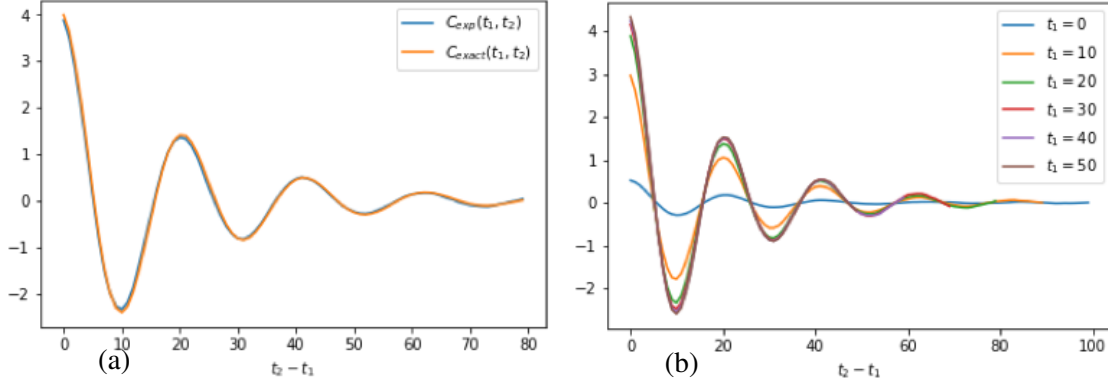 4
3
2
1
0
−1
−2
C_exp(t₁, t₂)
C_exact(t₁, t₂)
0 10 20 30 40 50 60 70 80
(a)
t₂ − t₁
4
3
2
1
0
−1
−2
t₁ = 0
t₁ = 10
t₁ = 20
t₁ = 30
t₁ = 40
t₁ = 50
0 20 40 60 80 100
(b)
t₂ − t₁